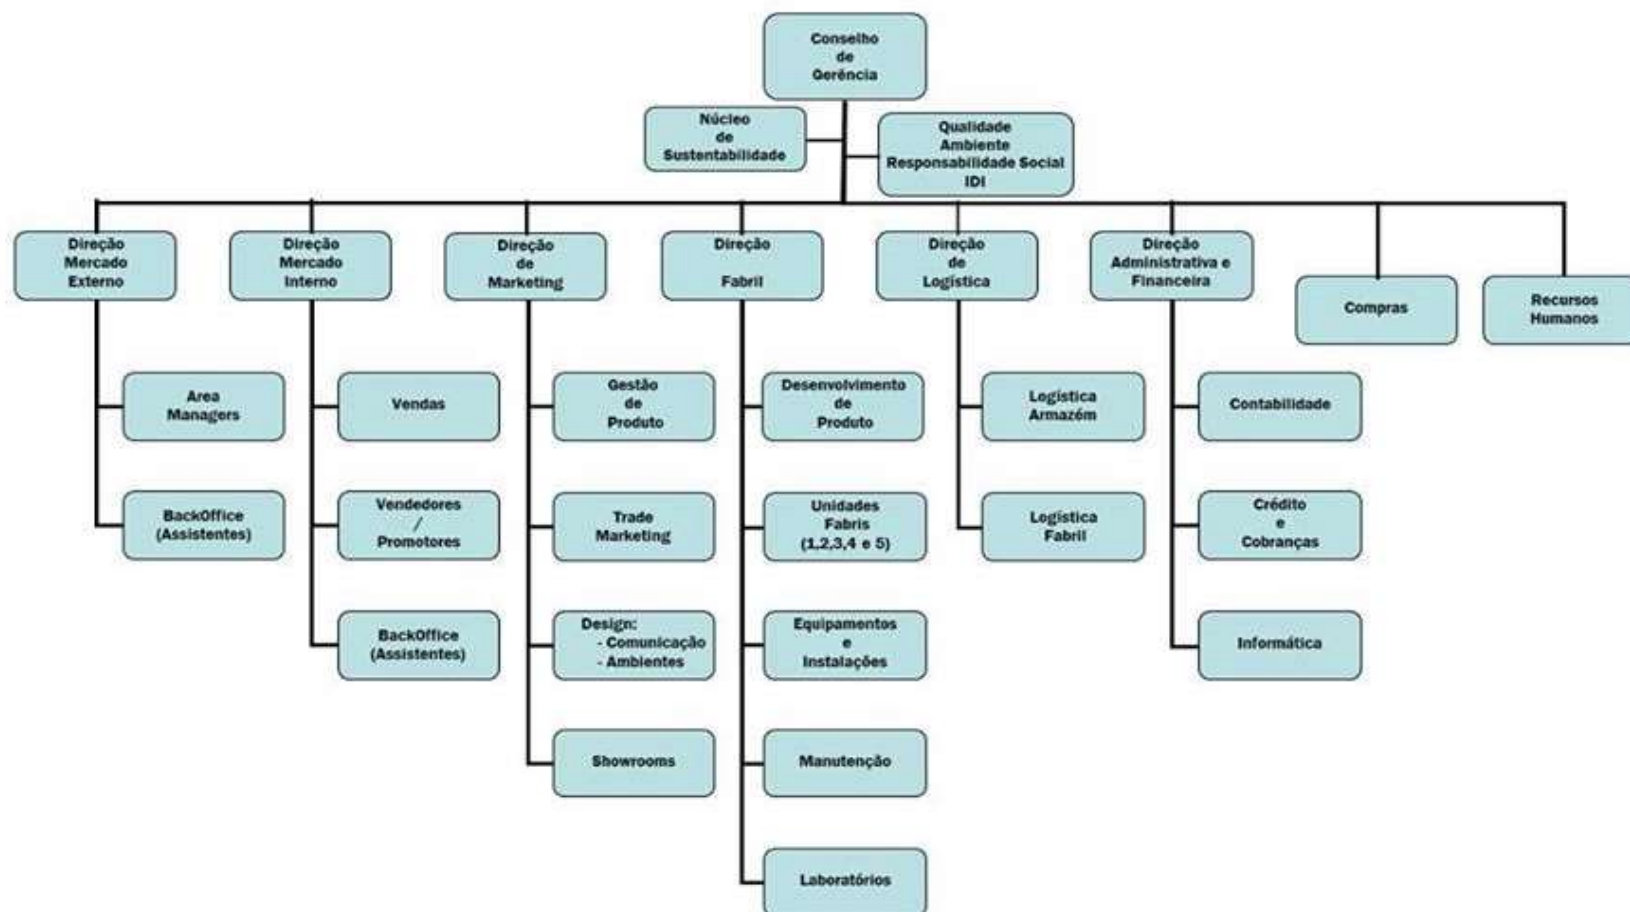 Conselho
de
Gerência
Núcleo
de
Sustentabilidade
Qualidade
Ambiente
Responsabilidade Social
IDI
Direção
Mercado
Externo
Direção
Mercado
Interno
Direção
de
Marketing
Direção
Fabril
Direção
de
Logística
Direção
Administrativa e
Financeira
Compras
Recursos
Humanos
Area
Managers
BackOffice
(Assistentes)
Vendas
Vendedores
/
Promotores
BackOffice
(Assistentes)
Gestão
de
Produto
Trade
Marketing
Design:
- Comunicação
- Ambientes
Showrooms
Desenvolvimento
de
Produto
Unidades
Fabris
(1,2,3,4 e 5)
Equipamentos
e
Instalações
Manutenção
Laboratórios
Logística
Armazém
Logística
Fabril
Contabilidade
Crédito
e
Cobranças
Informática